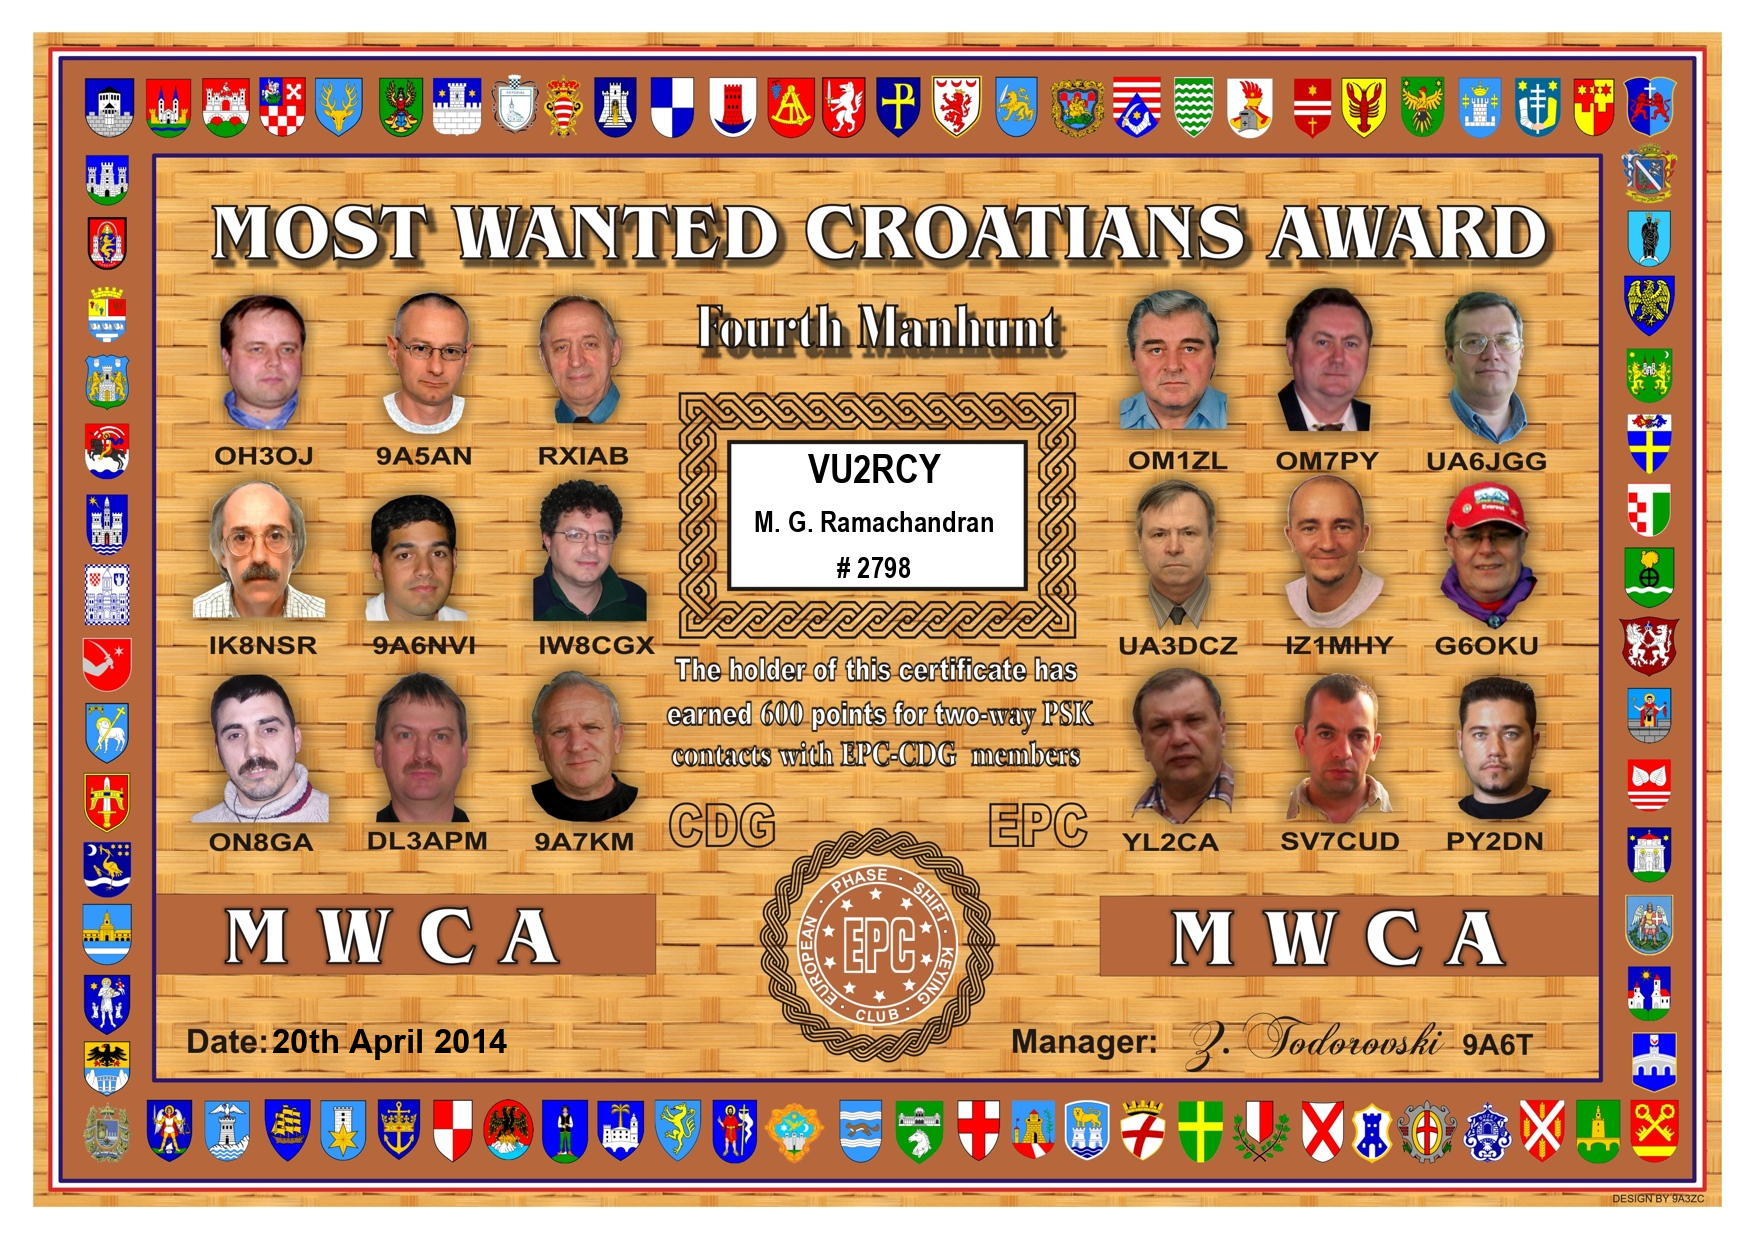 MOST WANTED CROATIANS AWARD
Fourth Manhunt
OH3OJ 9A5AN RXIAB
OM1ZL OM7PY UA6JGG
VU2RCY
M. G. Ramachandran
# 2798
IK8NSR 9A6NVI IW8CGX
UA3DCZ IZ1MHY G6OKU
The holder of this certificate has
earned 600 points for two-way PSK
contacts with EPC-CDG members
CDG EPC
ON8GA DL3APM 9A7KM
YL2CA SV7CUD PY2DN
M W C A
EUROPEAN · PHASE · SHIFT · KEYING · CLUB ·
EPC
M W C A
Date: 20th April 2014
Manager: Z. Todorovski 9A6T
DESIGN BY 9A3ZC